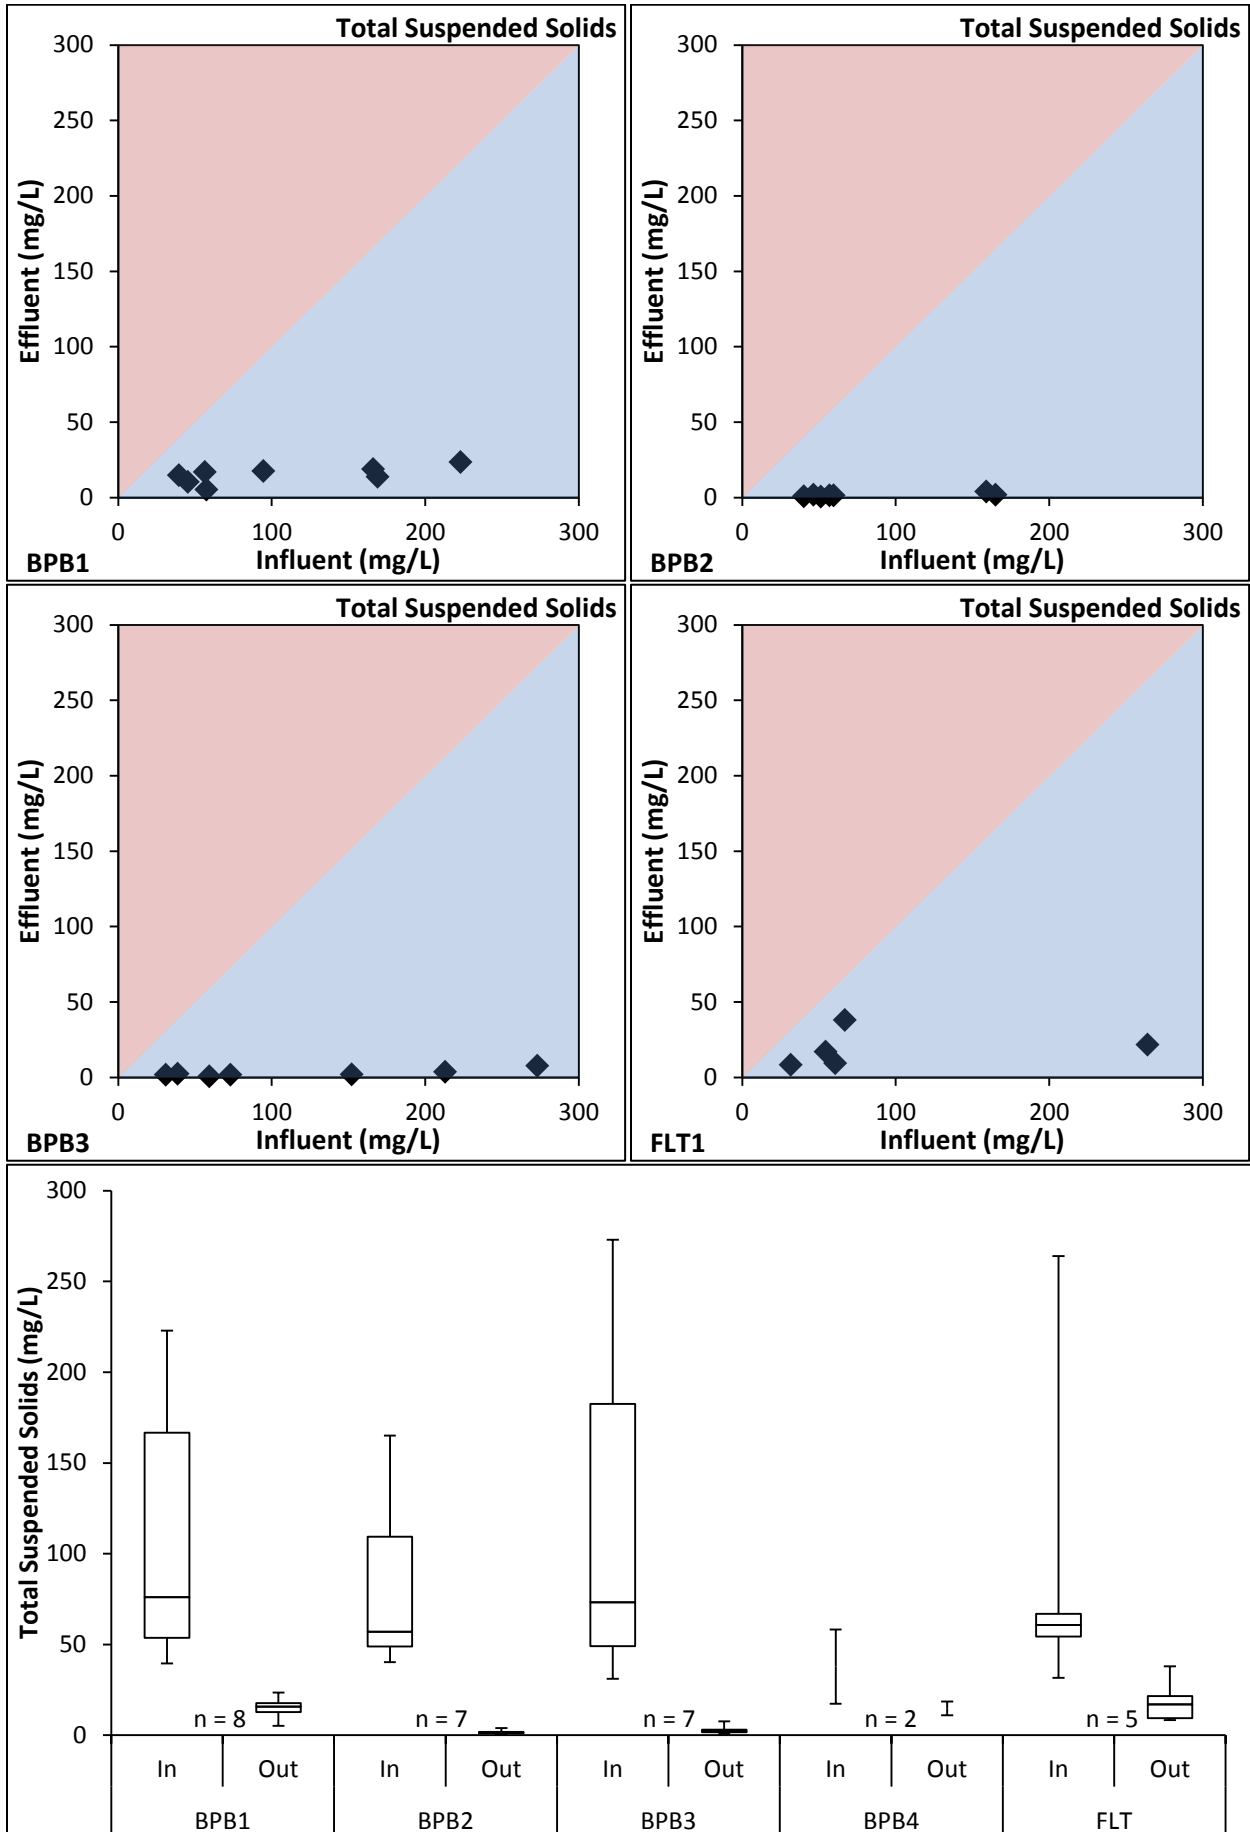 Total Suspended Solids
300
250
200
150
100
50
0
Effluent (mg/L)
0 100 200 300
Influent (mg/L)
BPB1
Total Suspended Solids
300
250
200
150
100
50
0
Effluent (mg/L)
0 100 200 300
Influent (mg/L)
BPB2
Total Suspended Solids
300
250
200
150
100
50
0
Effluent (mg/L)
0 100 200 300
Influent (mg/L)
BPB3
Total Suspended Solids
300
250
200
150
100
50
0
Effluent (mg/L)
0 100 200 300
Influent (mg/L)
FLT1
300
250
200
150
100
50
0
Total Suspended Solids (mg/L)
n = 8 n = 7 n = 7 n = 2 n = 5
In Out In Out In Out In Out In Out
BPB1 BPB2 BPB3 BPB4 FLT